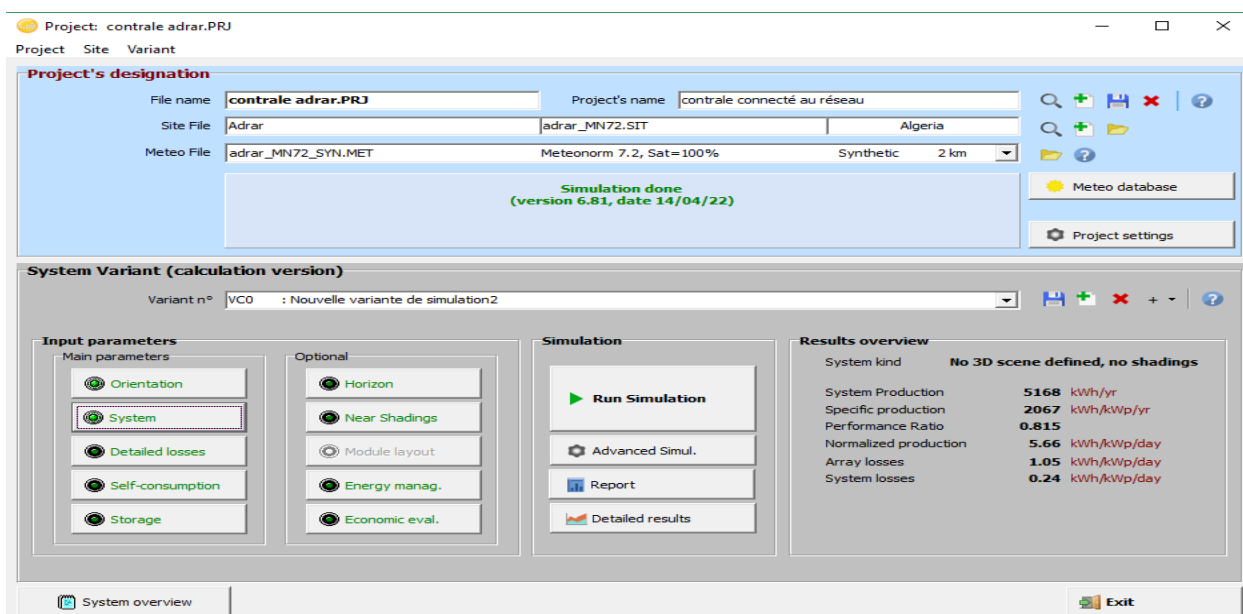 Project: contrale adrar.PRJ
Project Site Variant
Project's designation
File name contrale adrar.PRJ Project's name contrale connecté au réseau
Site File Adrar adrar_MN72.SIT Algeria
Meteo File adrar_MN72_SYN.MET Meteonorm 7.2, Sat=100% Synthetic 2 km
Simulation done
(version 6.81, date 14/04/22)
Meteo database
Project settings
System Variant (calculation version)
Variant n° VC0 : Nouvelle variante de simulation2
+
Input parameters
Main parameters
Orientation
System
Detailed losses
Self-consumption
Storage
Optional
Horizon
Near Shadings
Module layout
Energy manag.
Economic eval.
Simulation
Run Simulation
Advanced Simul.
Report
Detailed results
Results overview
System kind No 3D scene defined, no shadings
System Production 5168 kWh/yr
Specific production 2067 kWh/kWp/yr
Performance Ratio 0.815
Normalized production 5.66 kWh/kWp/day
Array losses 1.05 kWh/kWp/day
System losses 0.24 kWh/kWp/day
System overview
Exit